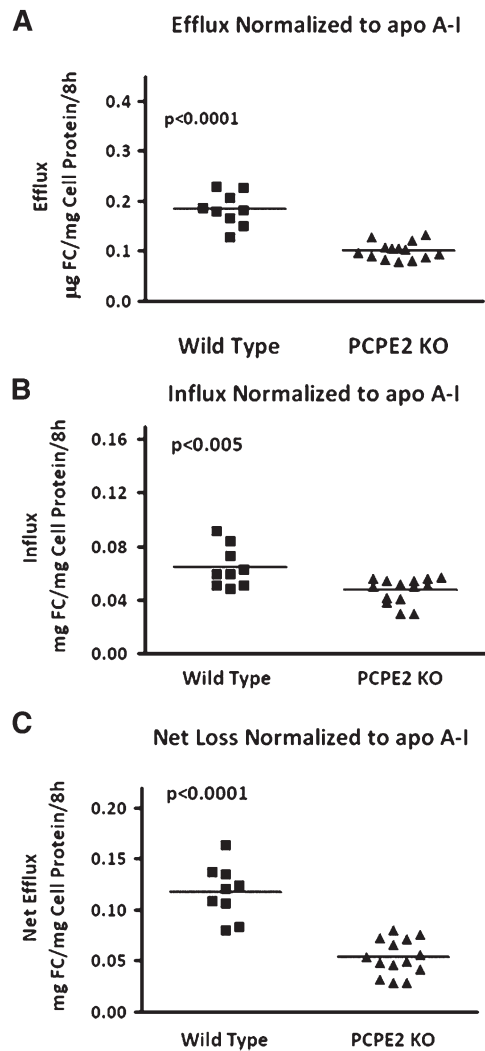 A
Efflux Normalized to apo A-I
Efflux
µg FC/mg Cell Protein/8h
0.4
0.3
0.2
0.1
0.0
p<0.0001
Wild Type
PCPE2 KO
B
Influx Normalized to apo A-I
Influx
mg FC/mg Cell Protein/8h
0.16
0.12
0.08
0.04
0.00
p<0.005
Wild Type
PCPE2 KO
C
Net Loss Normalized to apo A-I
Net Efflux
mg FC/mg Cell Protein/8h
0.20
0.15
0.10
0.05
0.00
p<0.0001
Wild Type
PCPE2 KO